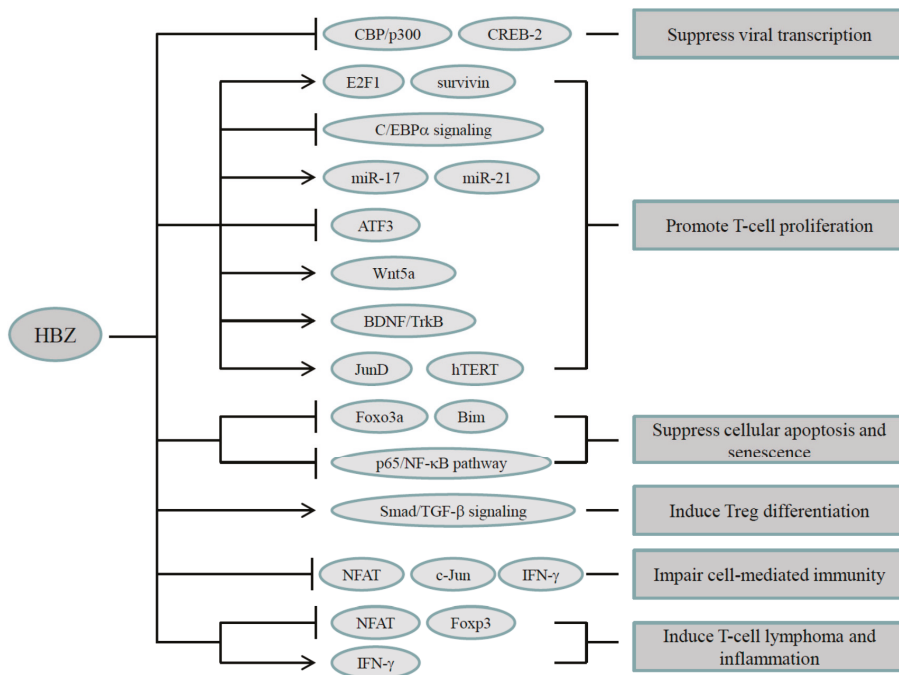 CBP/p300 CREB-2 Suppress viral transcription
E2F1 survivin
C/EBPα signaling
miR-17 miR-21
ATF3 Promote T-cell proliferation
Wnt5a
BDNF/TrkB
HBZ
JunD hTERT
Foxo3a Bim
Suppress cellular apoptosis and
senescence
p65/NF-κB pathway
Smad/TGF-β signaling Induce Treg differentiation
NFAT c-Jun IFN-γ Impair cell-mediated immunity
NFAT Foxp3
Induce T-cell lymphoma and
inflammation
IFN-γ